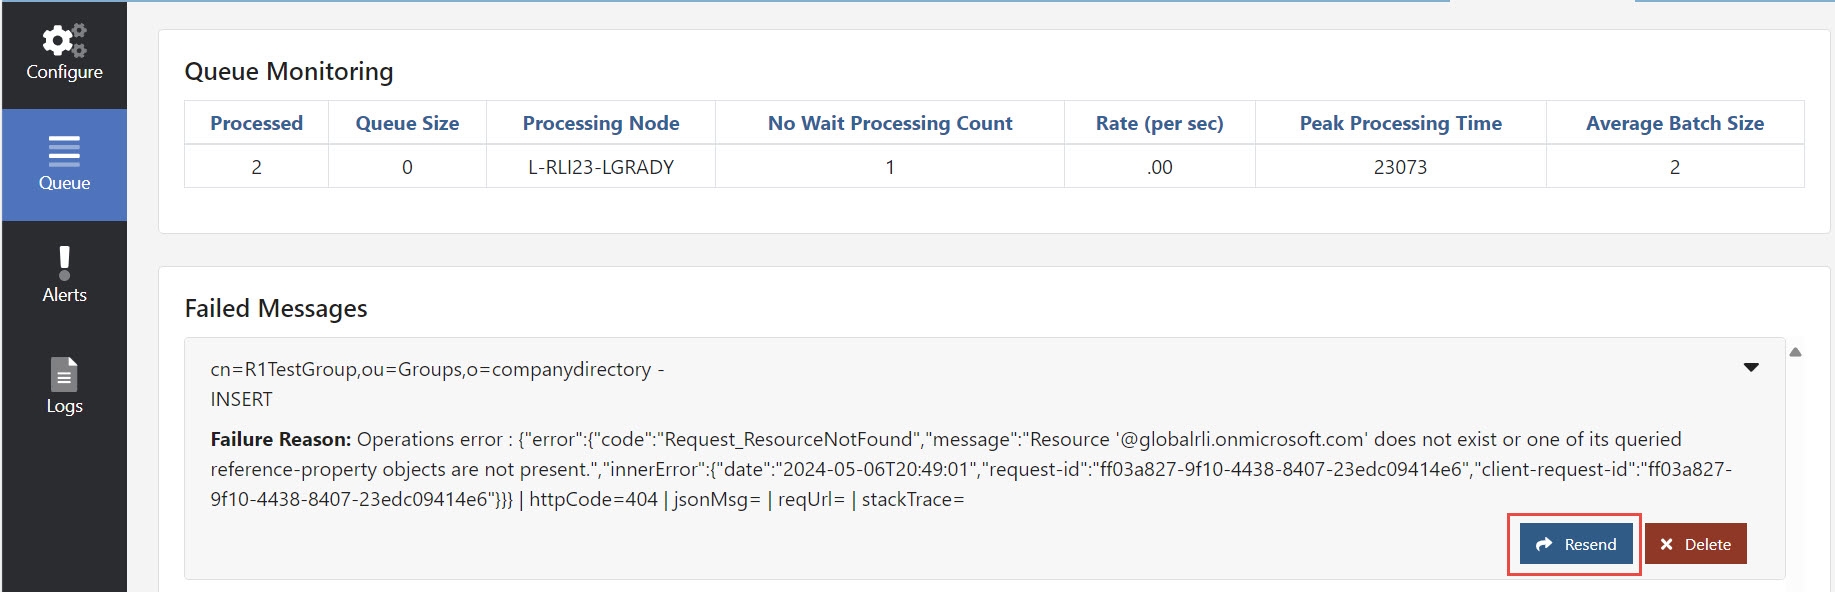 Configure
Queue
Alerts
Logs
Queue Monitoring
Processed Queue Size Processing Node No Wait Processing Count Rate (per sec) Peak Processing Time Average Batch Size
2 0 L-RLI23-LGRADY 1 .00 23073 2
Failed Messages
cn=R1TestGroup,ou=Groups,o=companydirectory -
INSERT
Failure Reason: Operations error : {"error":{"code":"Request_ResourceNotFound","message":"Resource '@globalrli.onmicrosoft.com' does not exist or one of its queried
reference-property objects are not present.","innerError":{"date":"2024-05-06T20:49:01","request-id":"ff03a827-9f10-4438-8407-23edc09414e6","client-request-id":"ff03a827-
9f10-4438-8407-23edc09414e6"}}} | httpCode=404 | jsonMsg= | reqUrl= | stackTrace=
Resend Delete